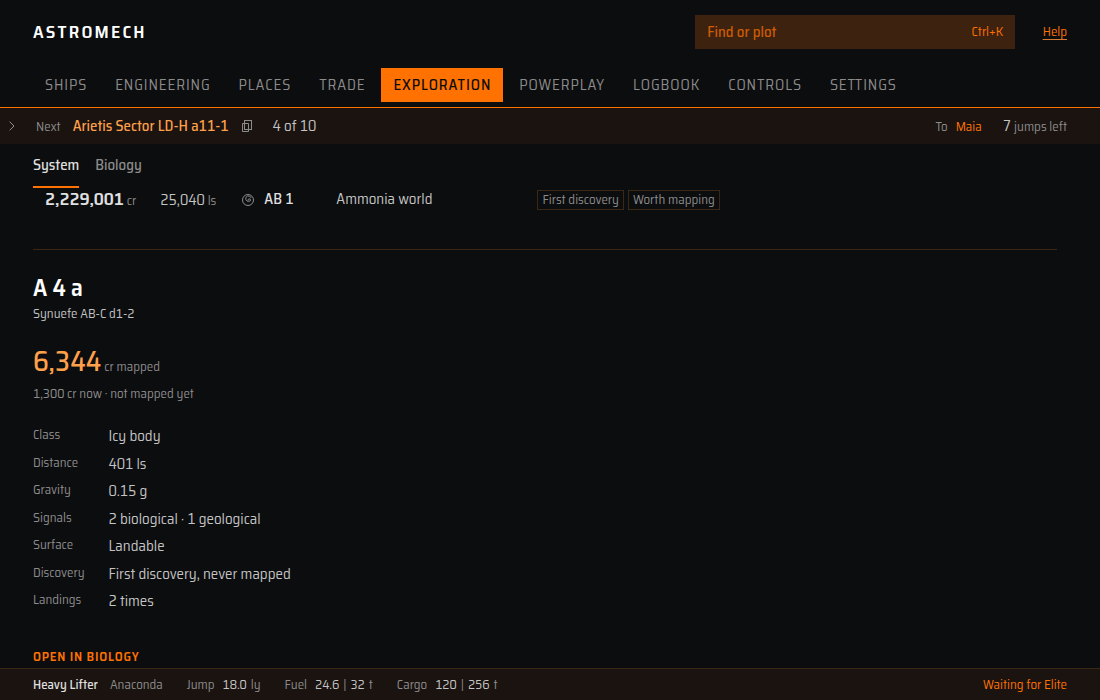 ASTROMECH
Find or plot Ctrl+K Help
SHIPS ENGINEERING PLACES TRADE EXPLORATION POWERPLAY LOGBOOK CONTROLS SETTINGS
Next Arietis Sector LD-H a11-1 4 of 10 To Maia 7 jumps left
System Biology
2,229,001 cr 25,040 ls AB 1 Ammonia world First discovery Worth mapping
A 4 a
Synuefe AB-C d1-2
6,344 cr mapped
1,300 cr now · not mapped yet
Class Icy body
Distance 401 ls
Gravity 0.15 g
Signals 2 biological · 1 geological
Surface Landable
Discovery First discovery, never mapped
Landings 2 times
OPEN IN BIOLOGY
Heavy Lifter Anaconda Jump 18.0 ly Fuel 24.6 | 32 t Cargo 120 | 256 t Waiting for Elite